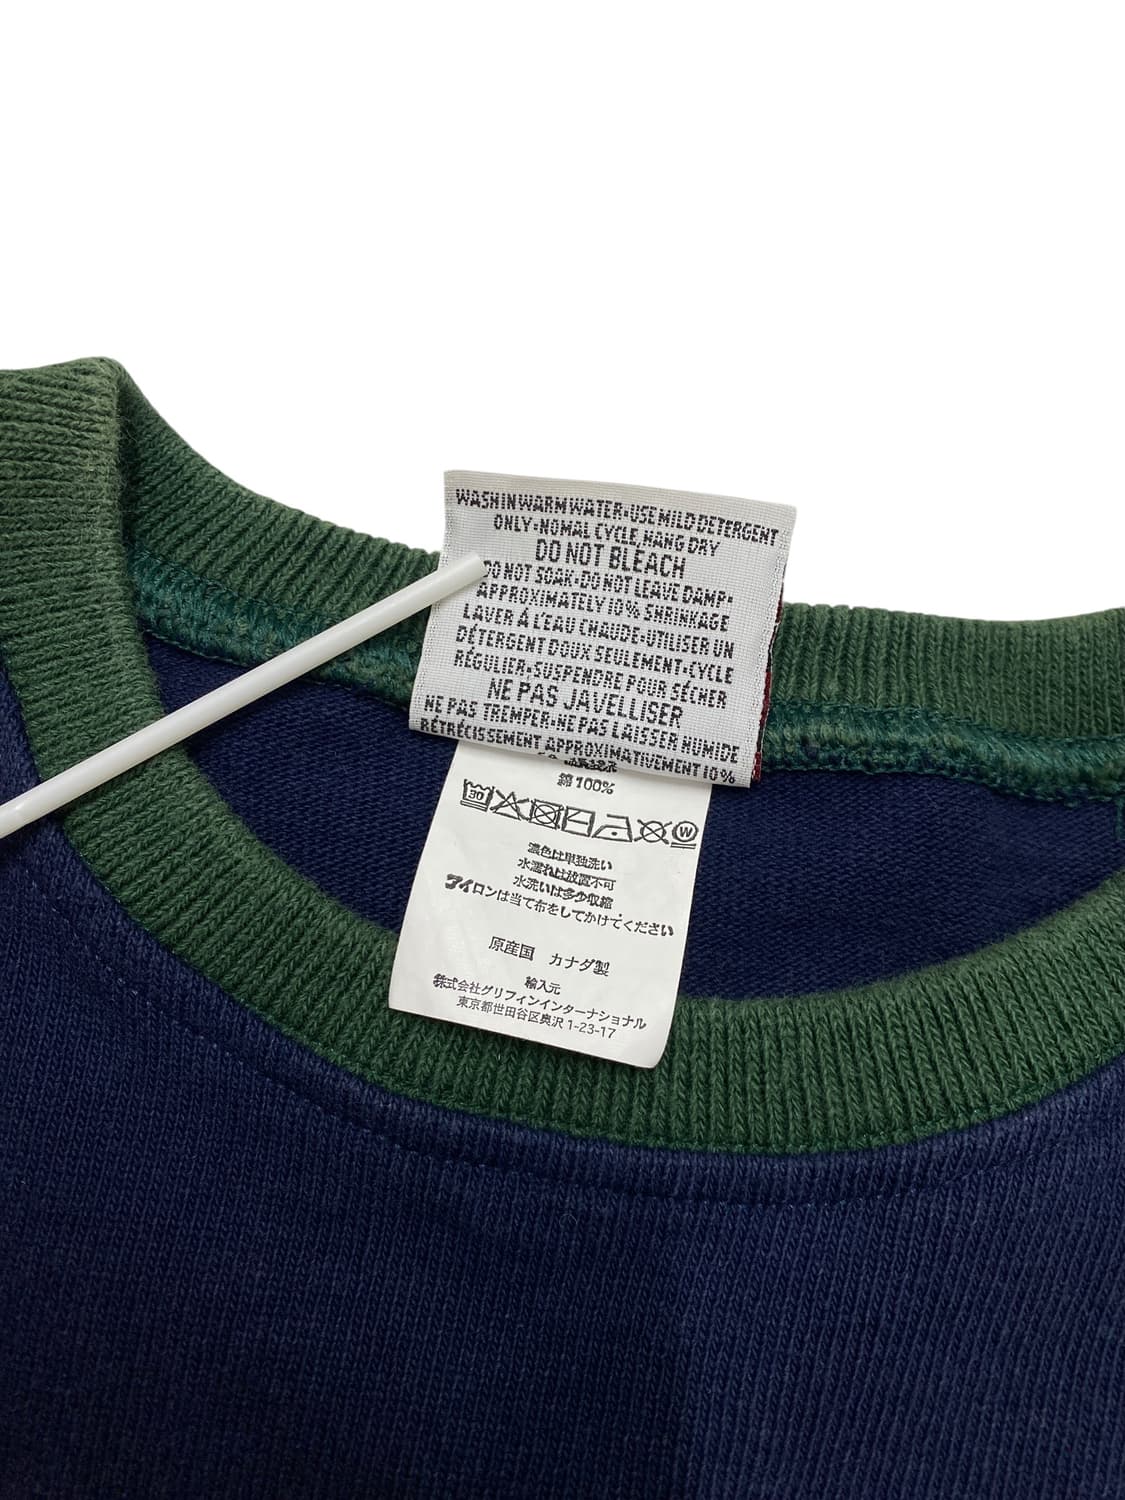 WASH IN WARM WATER•USE MILD DETERGENT
ONLY•NOMAL CYCLE, HANG DRY
DO NOT BLEACH
DO NOT SOAK•DO NOT LEAVE DAMP•
APPROXIMATELY 10% SHRINKAGE
LAVER À L'EAU CHAUDE•UTILISER UN
DÉTERGENT DOUX SEULEMENT•CYCLE
RÉGULIER•SUSPENDRE POUR SÉCHER
NE PAS JAVELLISER
NE PAS TREMPER•NE PAS LAISSER HUMIDE
RÉTRÉCISSEMENT APPROXIMATIVEMENT 10%
綿100%
30 W
濃色は単独洗い
水濡れは放置不可
水洗いは多少収縮
アイロンは当て布をしてかけてください
原産国 カナダ製
輸入元
株式会社グリフィンインターナショナル
東京都世田谷区奥沢 1-23-17